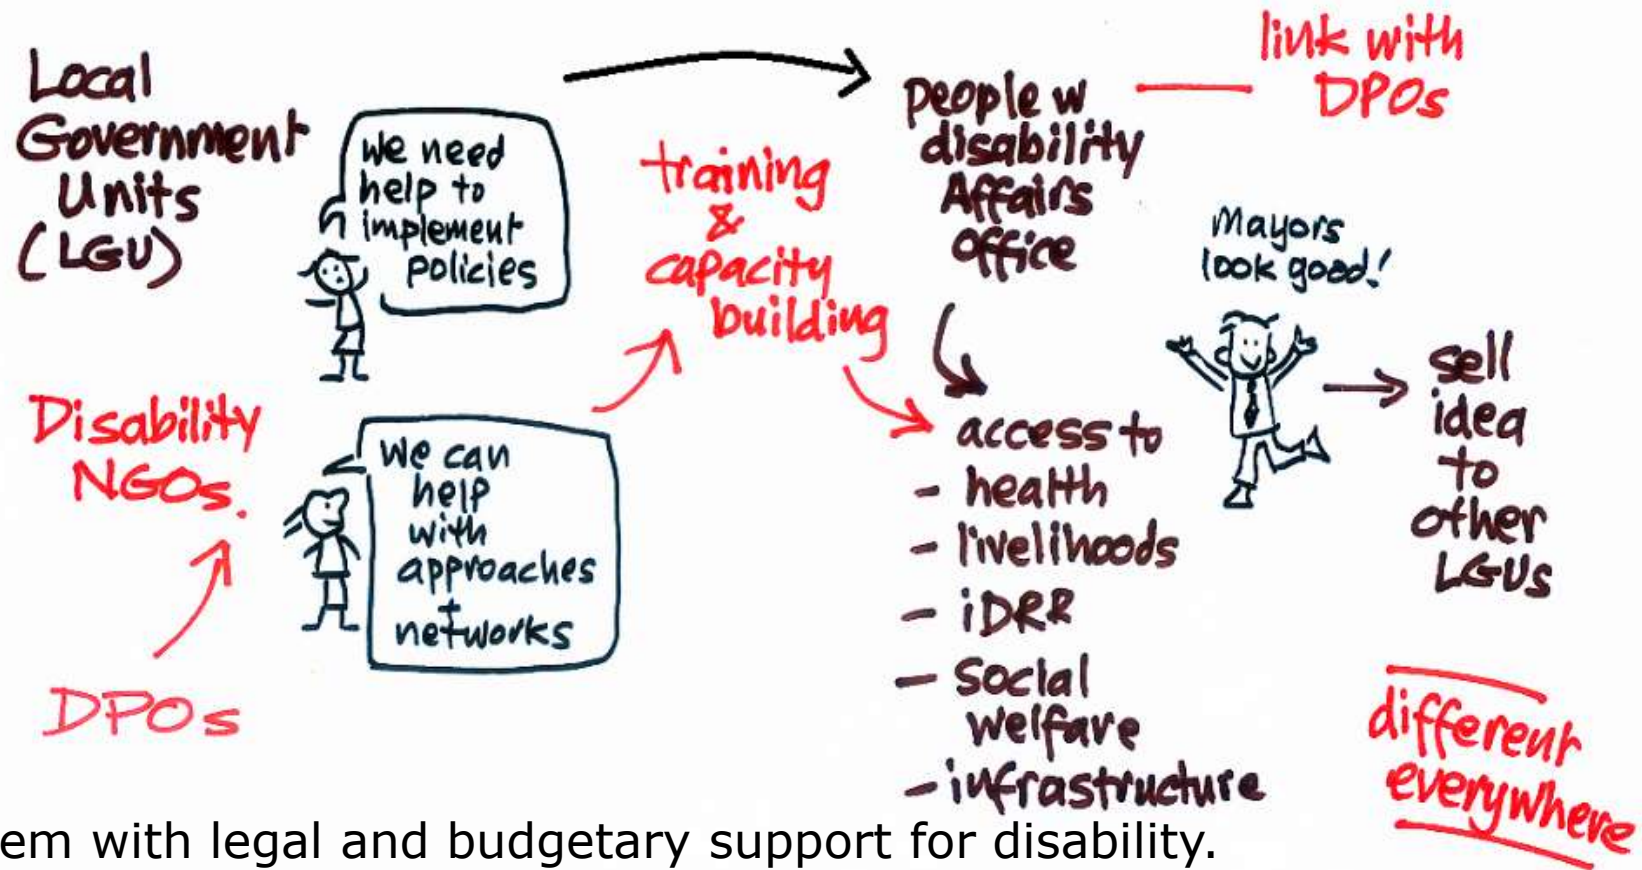 Local
Government
Units
(LGU)
we need
help to
implement
policies
Disability
NGOs.
we can
help
with
approaches
+
networks
DPOs
training
&
capacity
building
people w
disability
Affairs
office
link with
DPOs
access to
- health
- livelihoods
- iDRR
- social
welfare
- infrastructure
Mayors
look good!
sell
idea
to
other
LGUs
different
everywhere
em with legal and budgetary support for disability.